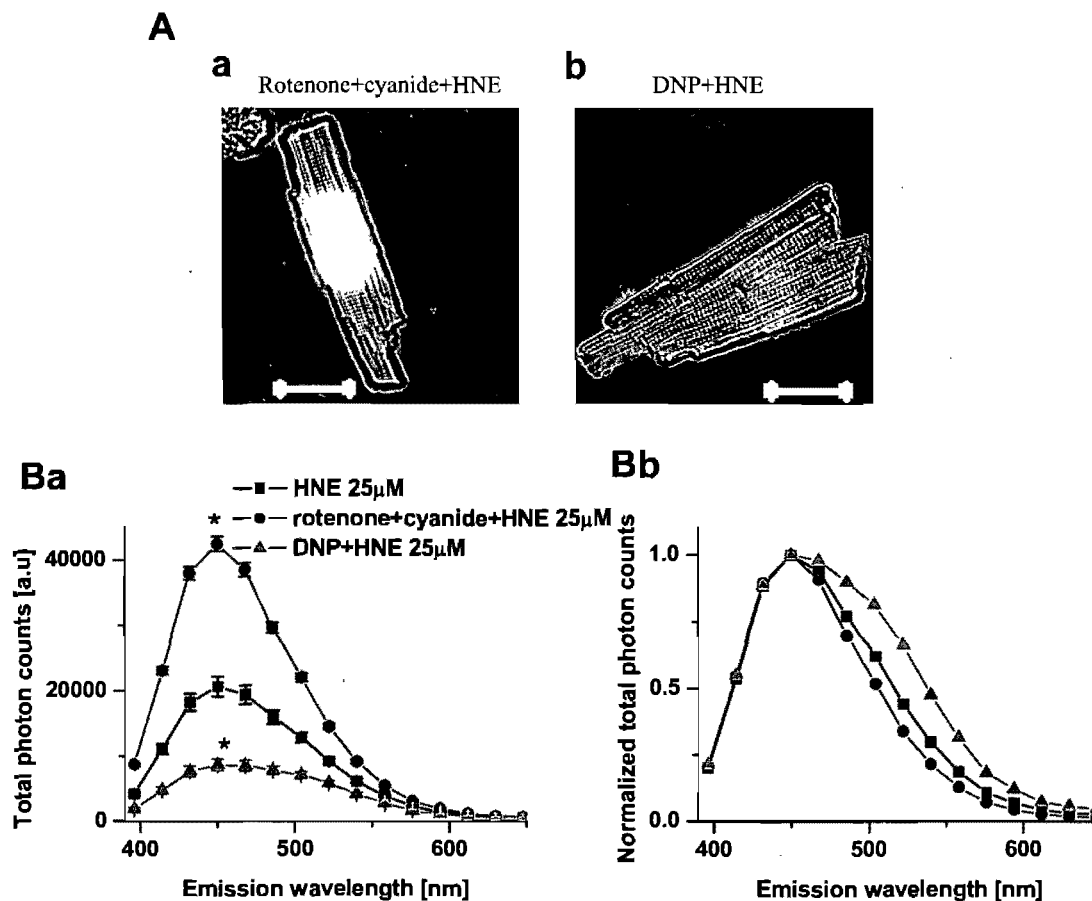 A
a
b
Rotenone+cyanide+HNE
DNP+HNE
Ba
HNE 25μM
* rotenone+cyanide+HNE 25μM
DNP+HNE 25μM
Total photon counts [a.u]
40000
20000
0
*
400 500 600
Emission wavelength [nm]
Bb
Normalized total photon counts
1.0
0.5
0.0
400 500 600
Emission wavelength [nm]